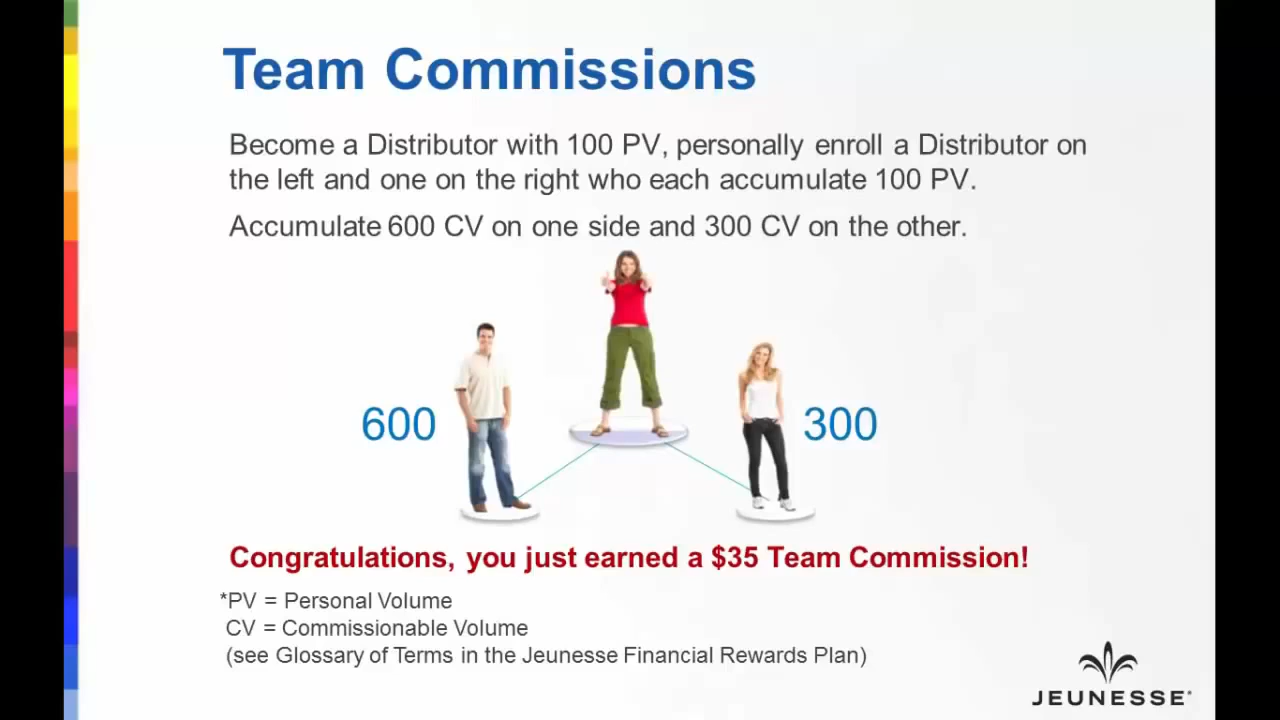 Team Commissions
Become a Distributor with 100 PV, personally enroll a Distributor on
the left and one on the right who each accumulate 100 PV.
Accumulate 600 CV on one side and 300 CV on the other.
600
300
Congratulations, you just earned a $35 Team Commission!
*PV = Personal Volume
CV = Commissionable Volume
(see Glossary of Terms in the Jeunesse Financial Rewards Plan)
JEUNESSE